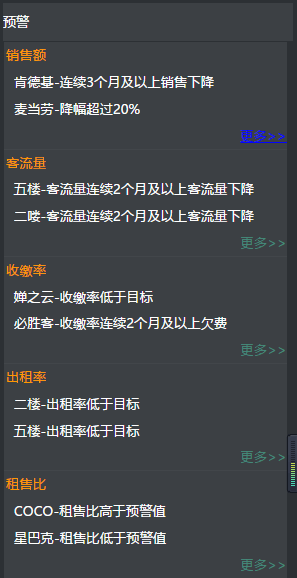 预警
销售额
肯德基-连续3个月及以上销售下降
麦当劳-降幅超过20%
更多>>
客流量
五楼-客流量连续2个月及以上客流量下降
二喽-客流量连续2个月及以上客流量下降
更多>>
收缴率
婵之云-收缴率低于目标
必胜客-收缴率连续2个月及以上欠费
更多>>
出租率
二楼-出租率低于目标
五楼-出租率低于目标
更多>>
租售比
COCO-租售比高于预警值
星巴克-租售比低于预警值
更多>>